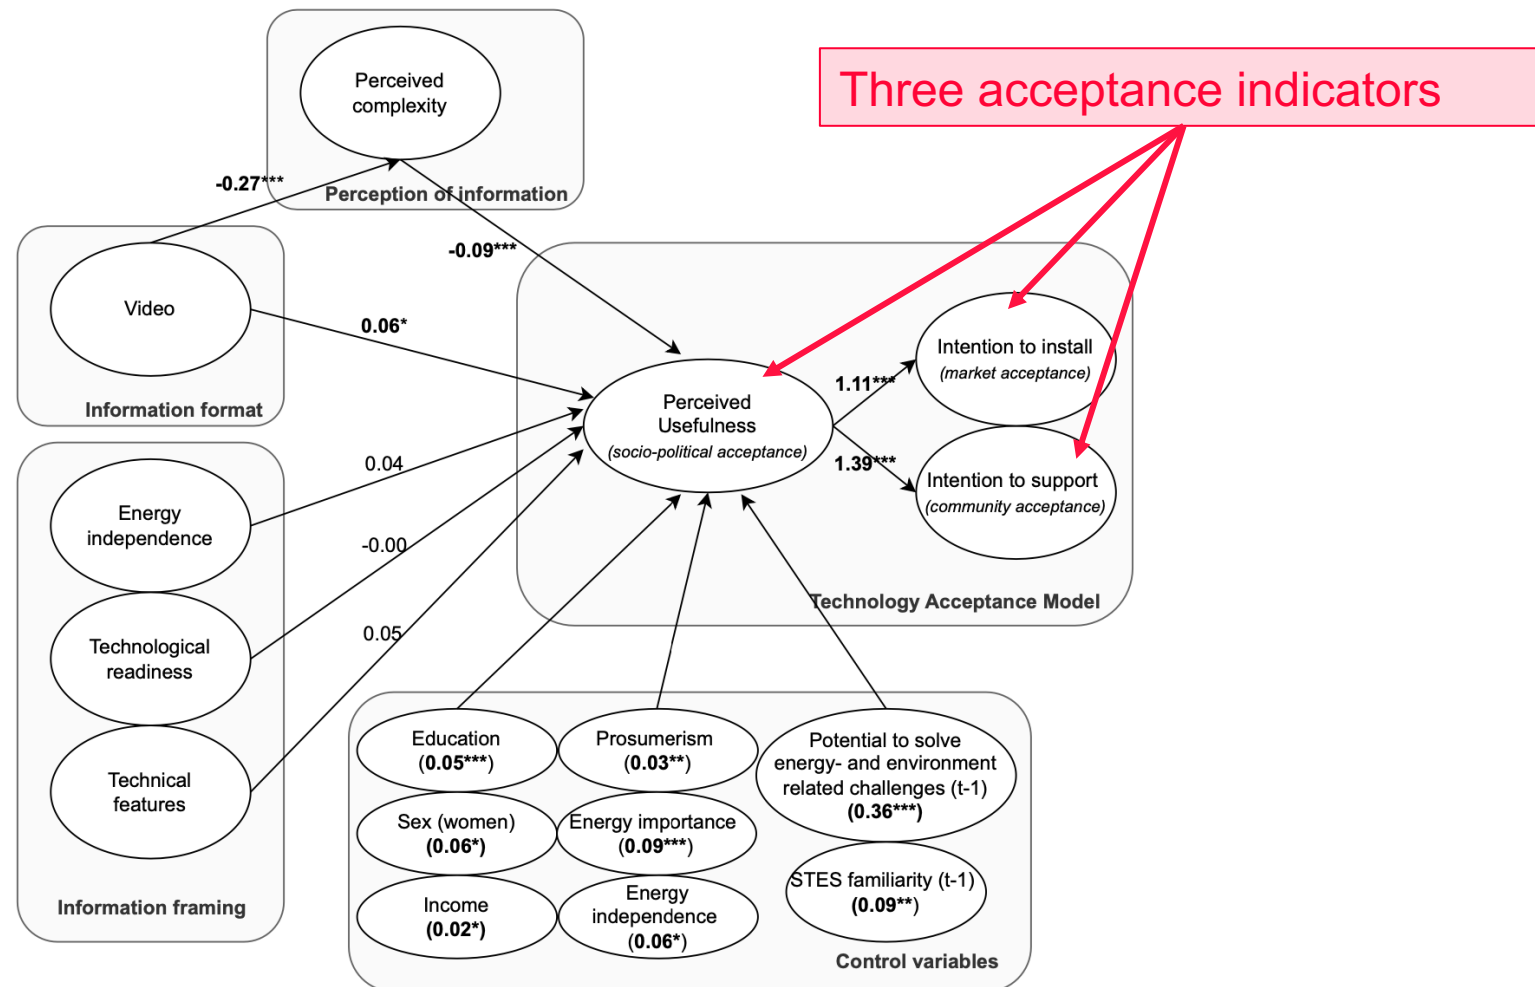 Perceived
complexity
Three acceptance indicators
-0.27***
Perception of information
-0.09***
Video
0.06*
Information format
Intention to install
(market acceptance)
1.11***
Perceived
Usefulness
(socio-political acceptance)
1.39***
Intention to support
(community acceptance)
0.04
Energy
independence
-0.00
Technology Acceptance Model
0.05
Technological
readiness
Technical
features
Information framing
Education
(0.05***)
Prosumerism
(0.03**)
Potential to solve
energy- and environment
related challenges (t-1)
(0.36***)
Sex (women)
(0.06*)
Energy importance
(0.09***)
STES familiarity (t-1)
(0.09**)
Income
(0.02*)
Energy
independence
(0.06*)
Control variables